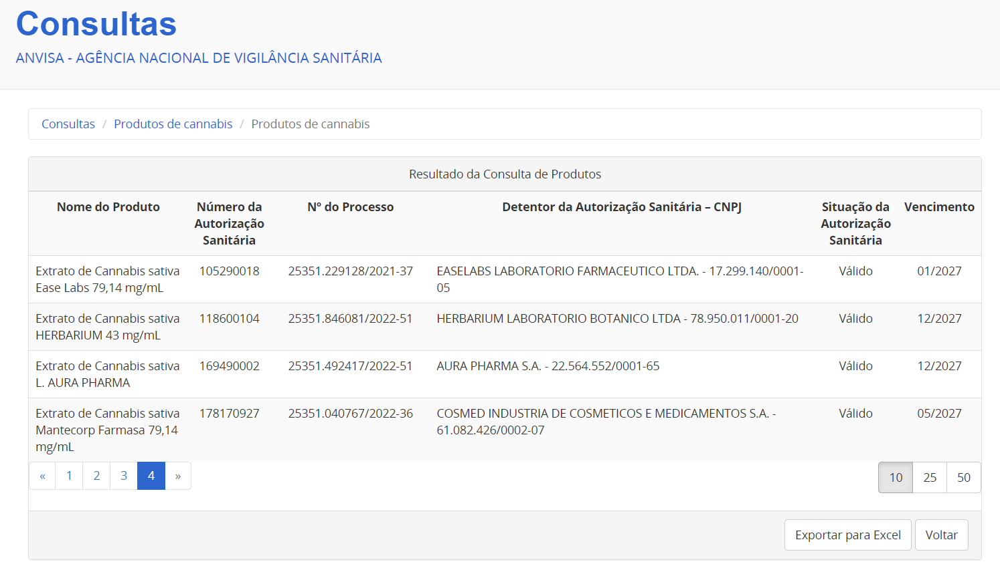 Consultas
ANVISA - AGÊNCIA NACIONAL DE VIGILÂNCIA SANITÁRIA
Consultas / Produtos de cannabis / Produtos de cannabis
Resultado da Consulta de Produtos
Nome do Produto Número da Autorização Sanitária Nº do Processo Detentor da Autorização Sanitária – CNPJ Situação da Autorização Sanitária Vencimento
Extrato de Cannabis sativa 105290018 25351.229128/2021-37 EASELABS LABORATORIO FARMACEUTICO LTDA. - 17.299.140/0001- Válido 01/2027
Ease Labs 79,14 mg/mL 05
Extrato de Cannabis sativa 118600104 25351.846081/2022-51 HERBARIUM LABORATORIO BOTANICO LTDA - 78.950.011/0001-20 Válido 12/2027
HERBARIUM 43 mg/mL
Extrato de Cannabis sativa 169490002 25351.492417/2022-51 AURA PHARMA S.A. - 22.564.552/0001-65 Válido 12/2027
L. AURA PHARMA
Extrato de Cannabis sativa 178170927 25351.040767/2022-36 COSMED INDUSTRIA DE COSMETICOS E MEDICAMENTOS S.A. - Válido 05/2027
Mantecorp Farmasa 79,14 61.082.426/0002-07
mg/mL
« 1 2 3 4 » 10 25 50
Exportar para Excel Voltar